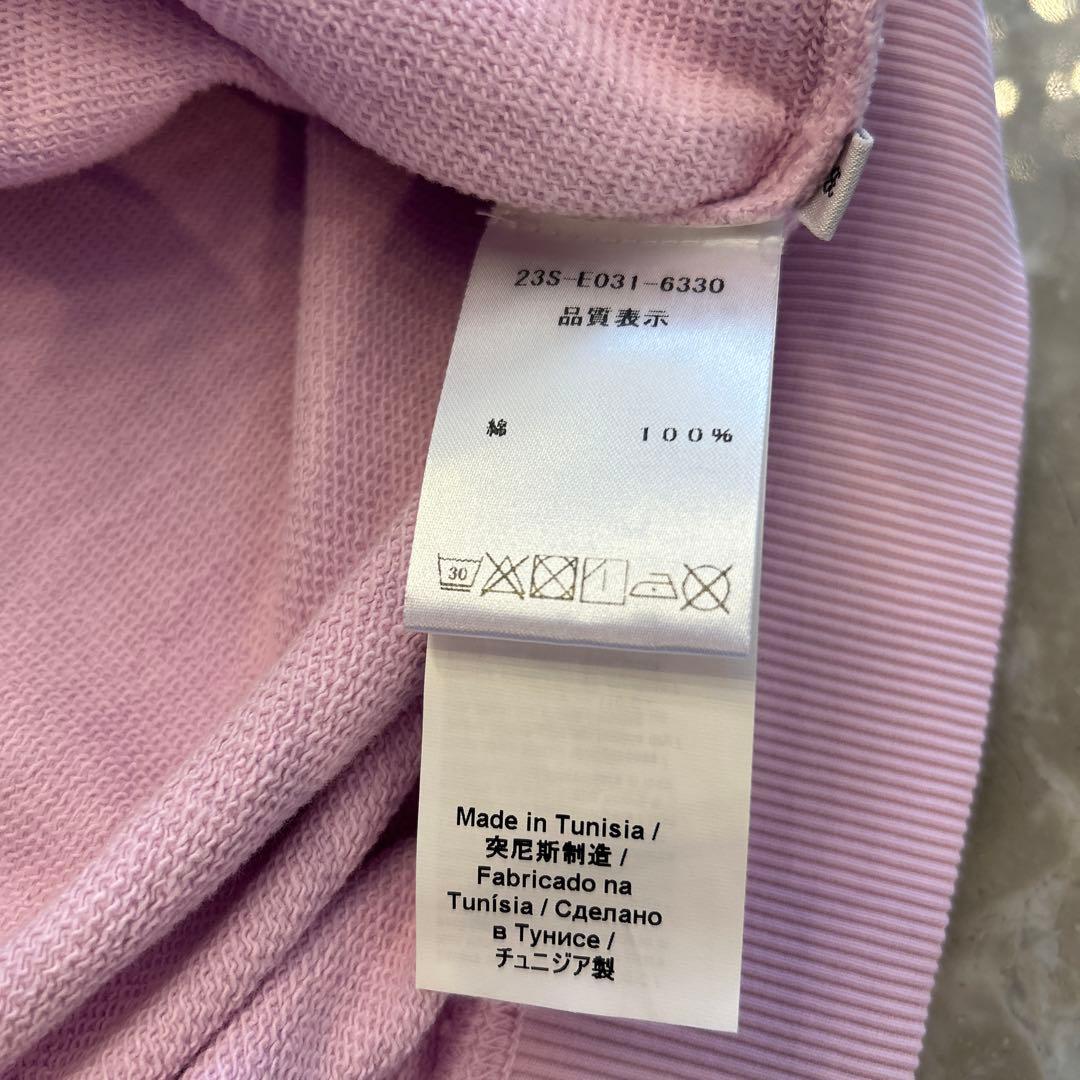 23S-E031-6330
品質表示
綿 100%
30
Made in Tunisia /
突尼斯制造 /
Fabricado na
Tunísia / Сделано
в Тунисе /
チュニジア製